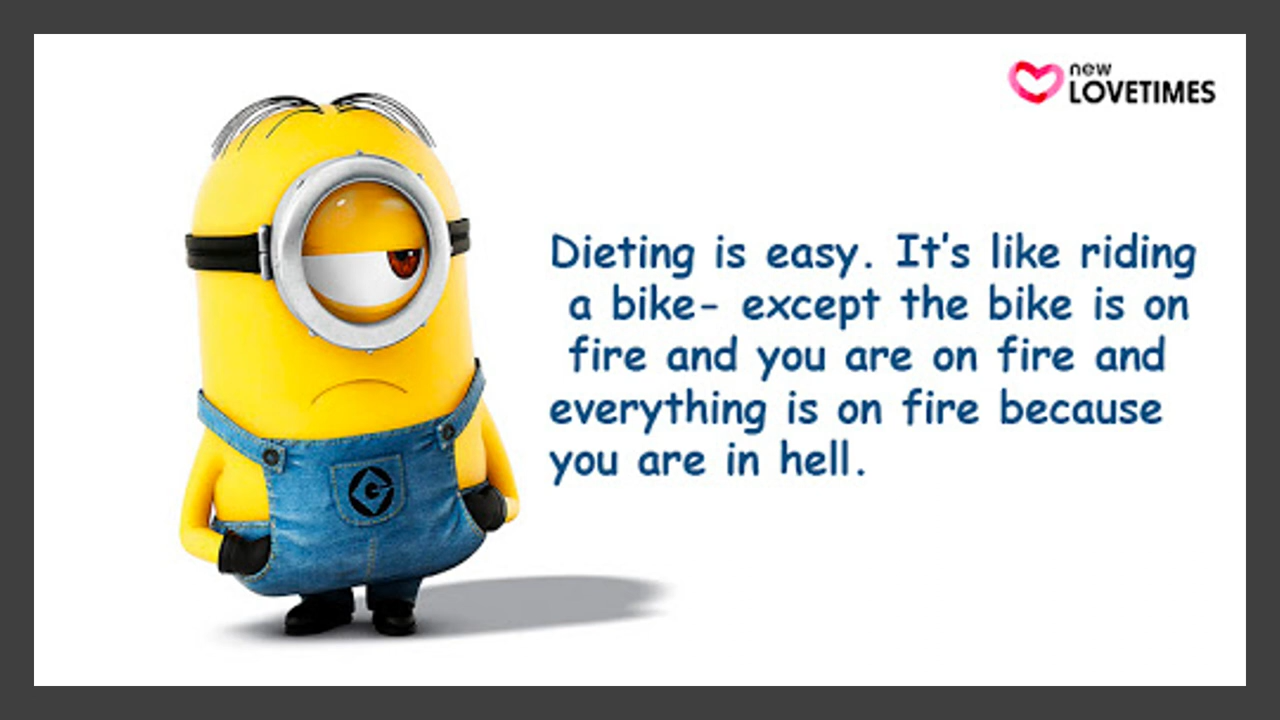 new
LOVETIMES
Dieting is easy. It's like riding
a bike- except the bike is on
fire and you are on fire and
everything is on fire because
you are in hell.